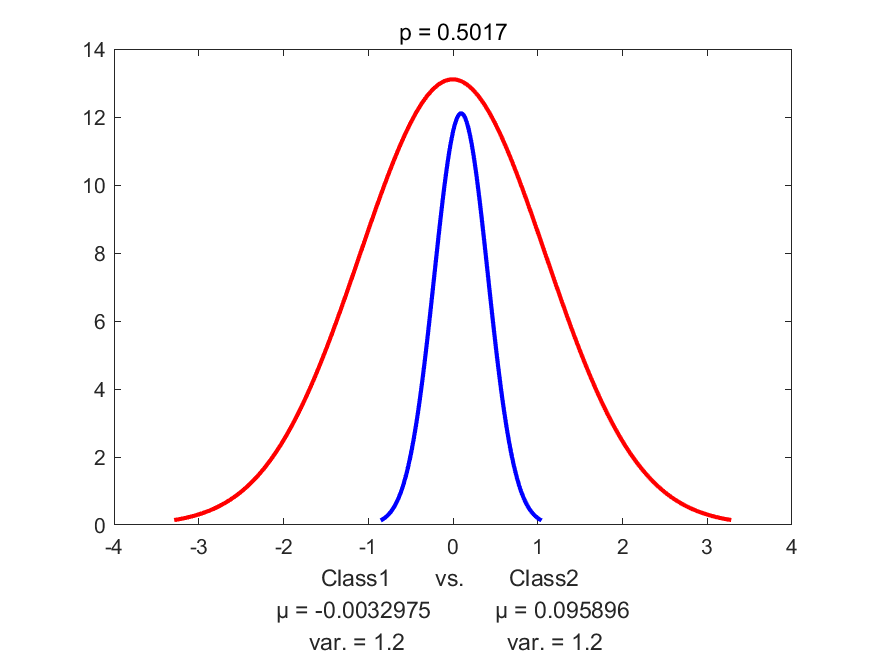 p = 0.5017
14
12
10
8
6
4
2
0
-4 -3 -2 -1 0 1 2 3 4
Class1 vs. Class2
μ = -0.0032975 μ = 0.095896
var. = 1.2 var. = 1.2